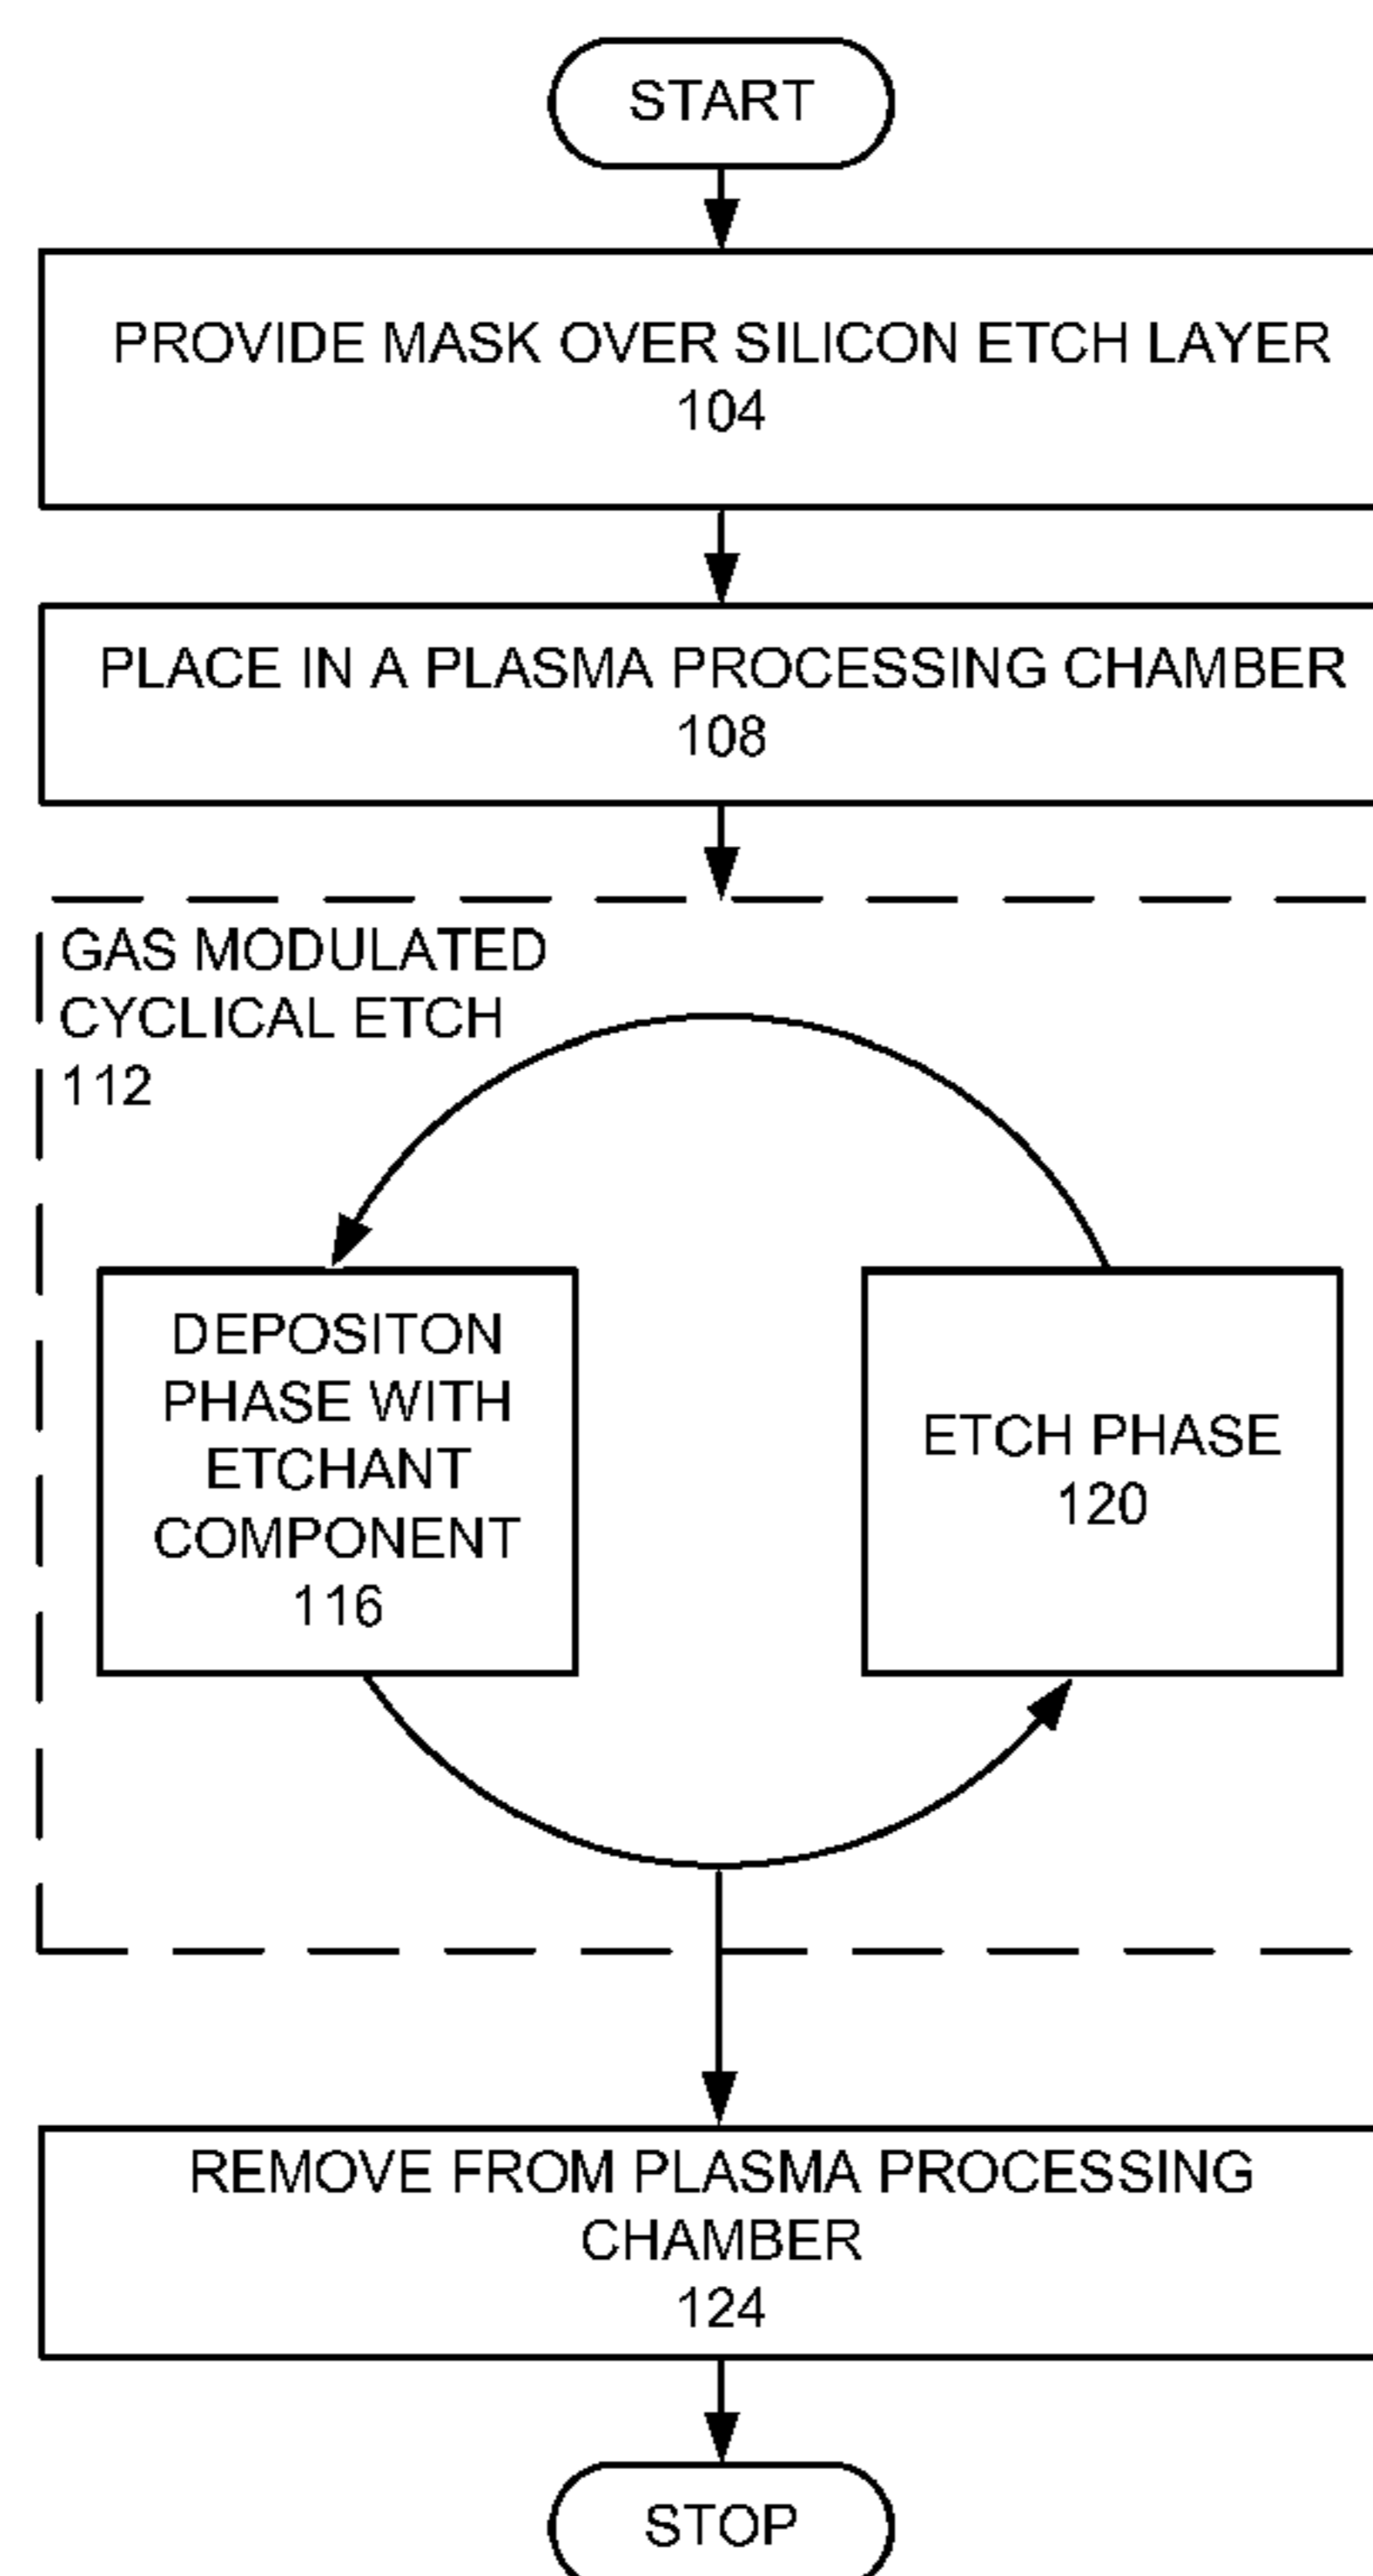 START
PROVIDE MASK OVER SILICON ETCH LAYER
104
PLACE IN A PLASMA PROCESSING CHAMBER
108
GAS MODULATED
CYCLICAL ETCH
112
DEPOSITON
PHASE WITH
ETCHANT
COMPONENT
116
ETCH PHASE
120
REMOVE FROM PLASMA PROCESSING
CHAMBER
124
STOP